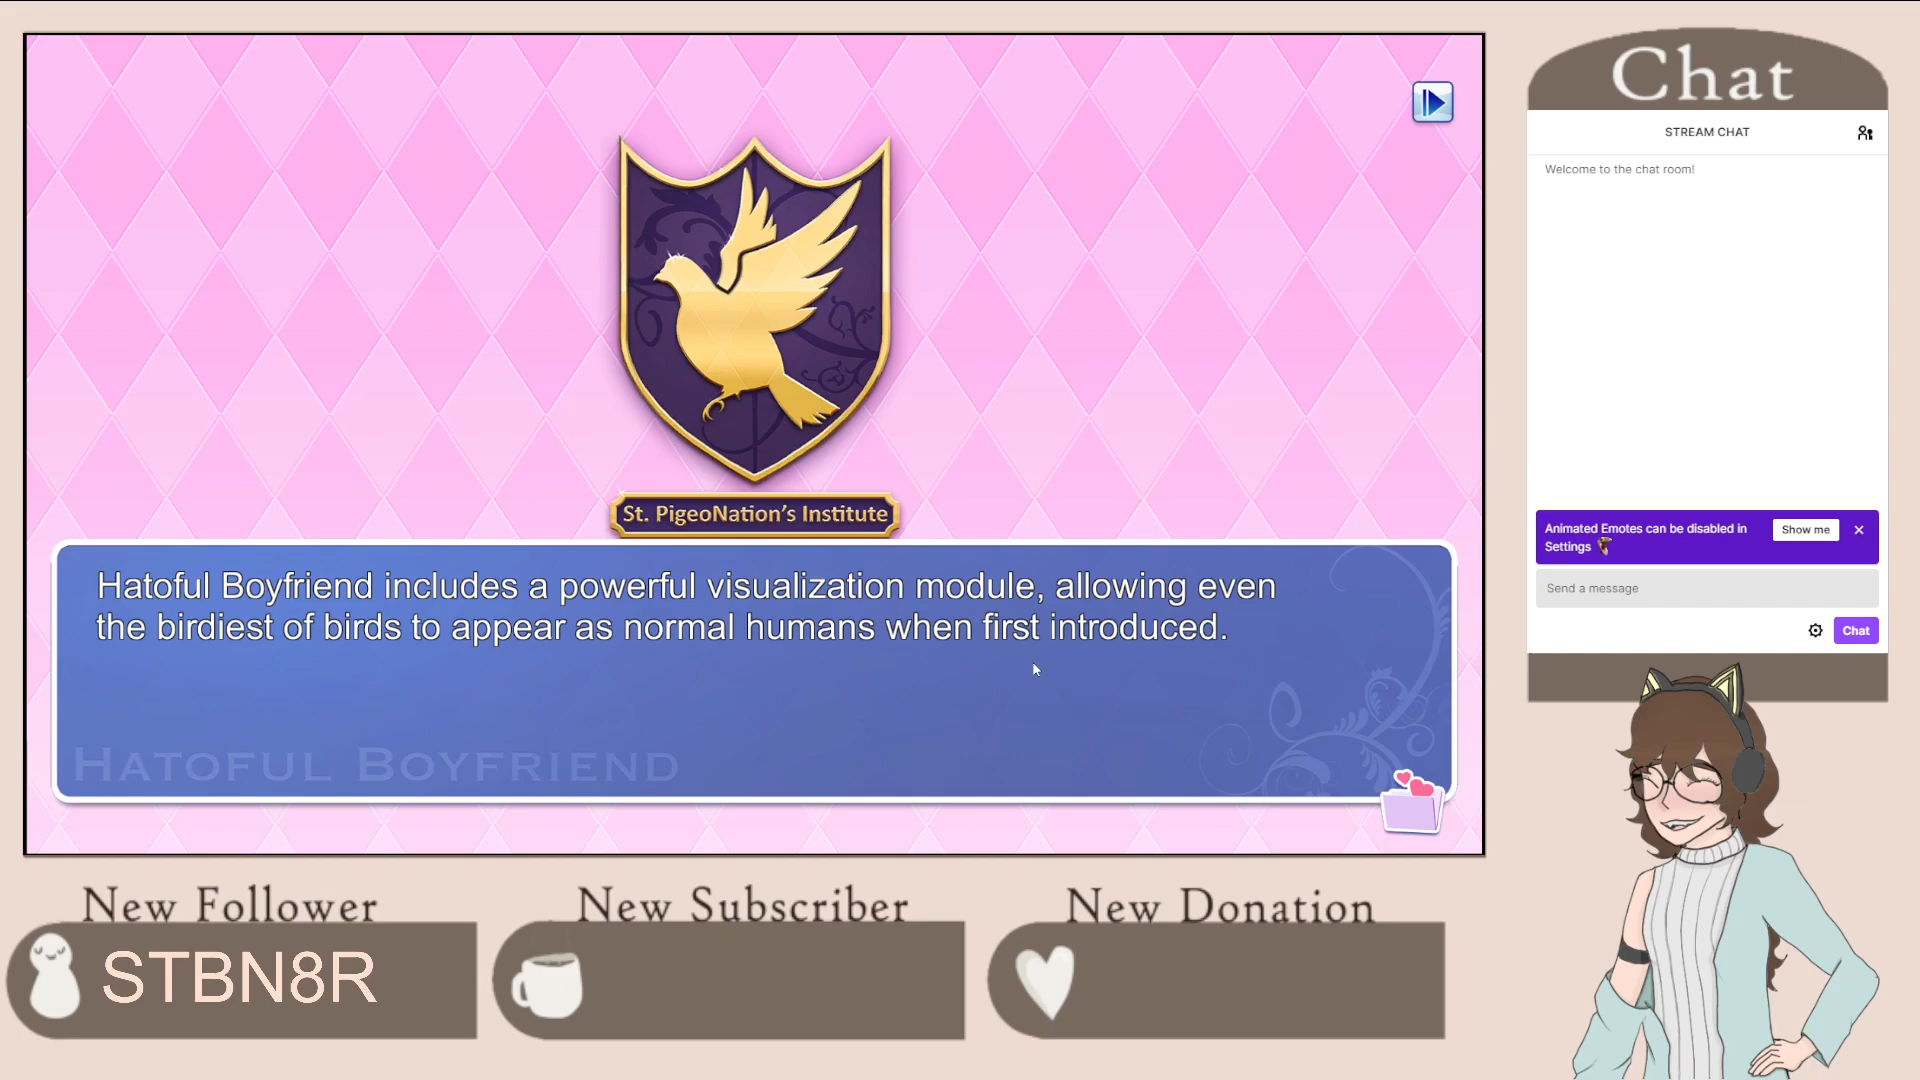 Chat
STREAM CHAT
Welcome to the chat room!
St. PigeoNation's Institute
Hatoful Boyfriend includes a powerful visualization module, allowing even
the birdiest of birds to appear as normal humans when first introduced.
HATOFUL BOYFRIEND
Animated Emotes can be disabled in
Settings
Show me
Send a message
Chat
New Follower
STBN8R
New Subscriber
New Donation